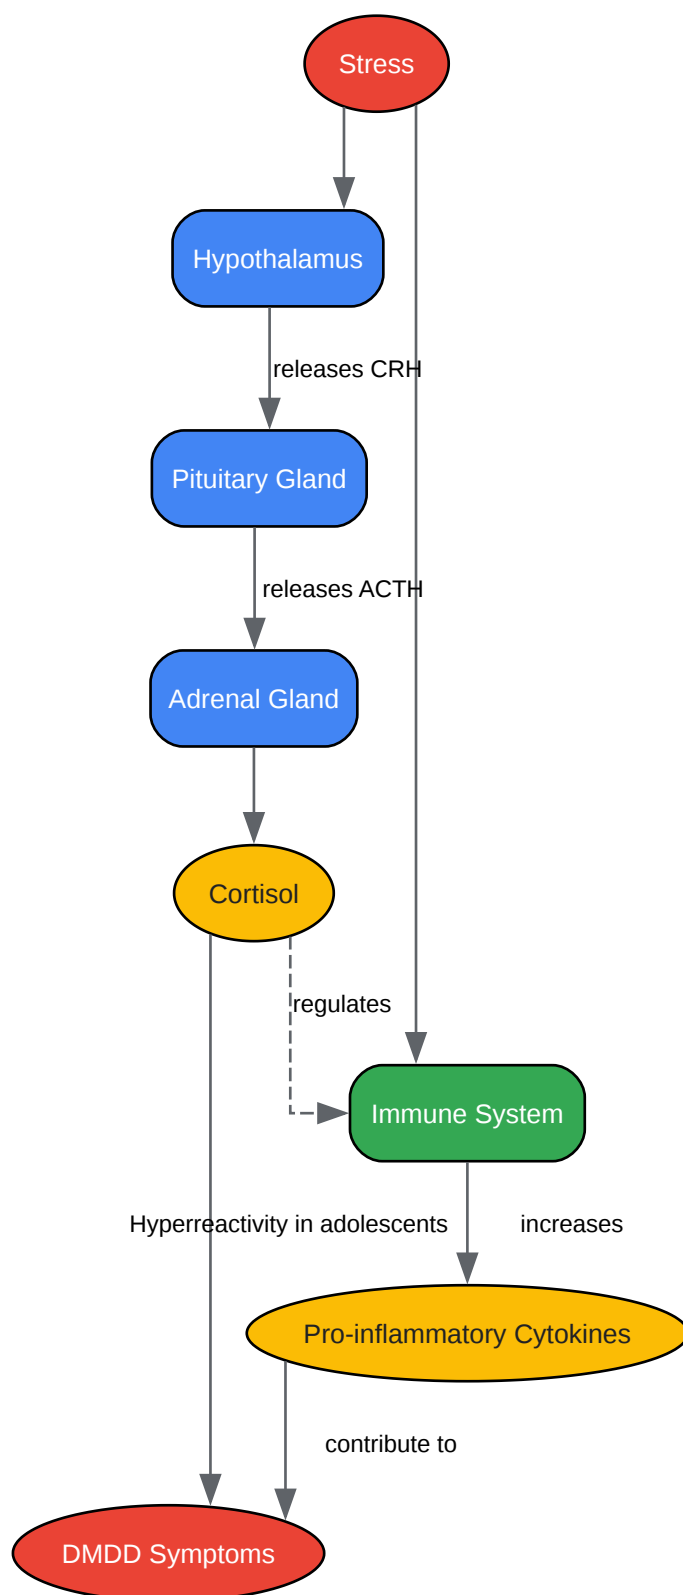 Stress
Hypothalamus
releases CRH
Pituitary Gland
releases ACTH
Adrenal Gland
Cortisol
regulates
Immune System
Hyperreactivity in adolescents
increases
Pro-inflammatory Cytokines
contribute to
DMDD Symptoms